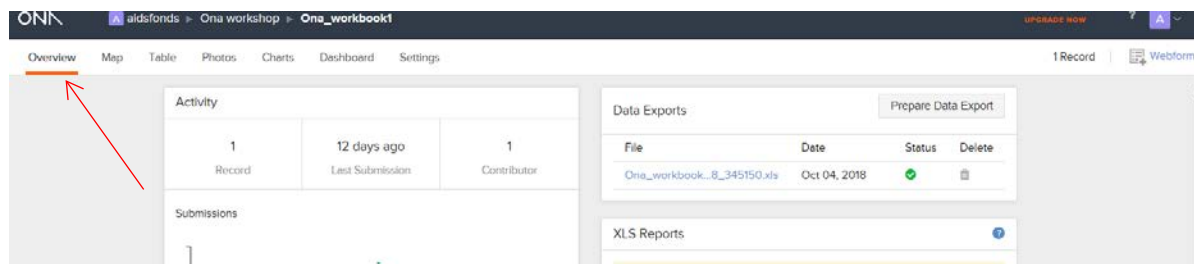 ONA A aidsfonds ▸ Ona workshop ▸ Ona_workbook1 UPGRADE NOW ? A
Overview Map Table Photos Charts Dashboard Settings 1 Record Webform
Activity
1 12 days ago 1
Record Last Submission Contributor
Submissions
1
Data Exports Prepare Data Export
File Date Status Delete
Ona_workbook...8_345150.xls Oct 04, 2018
XLS Reports ?